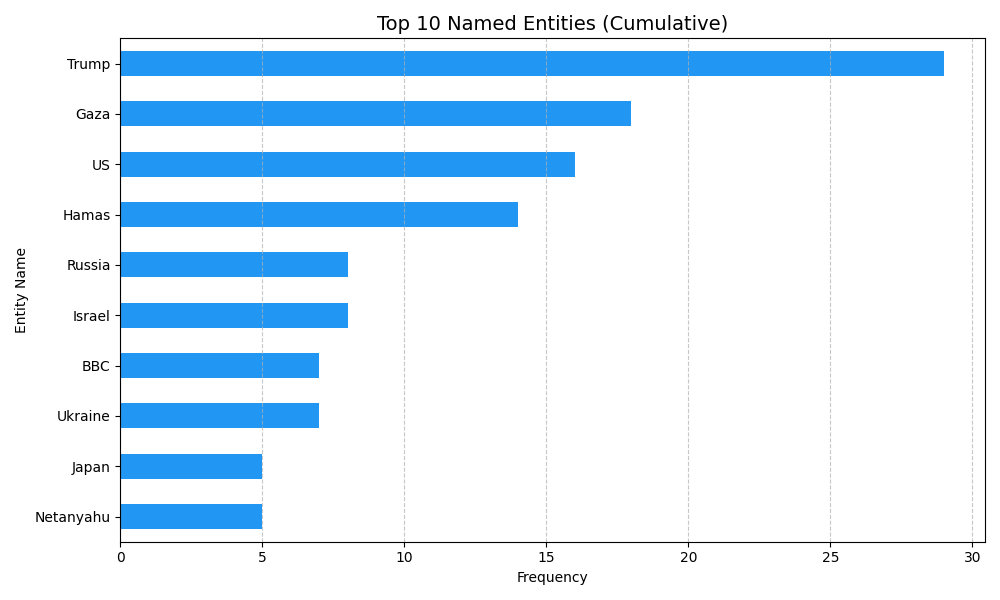 Top 10 Named Entities (Cumulative)
Entity Name
Trump
Gaza
US
Hamas
Russia
Israel
BBC
Ukraine
Japan
Netanyahu
0 5 10 15 20 25 30
Frequency